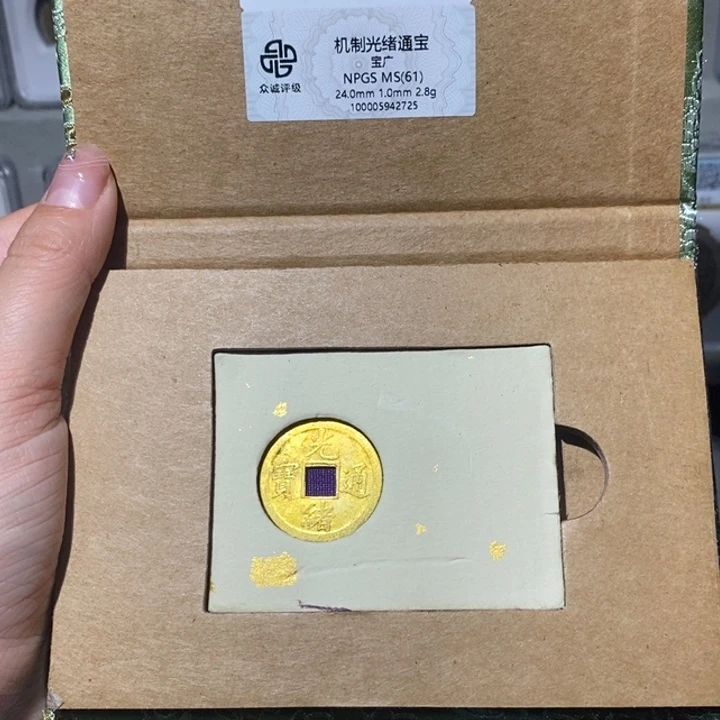 机制光绪通宝
宝广
NPGS MS(61)
24.0mm 1.0mm 2.8g
100005942725
众诚评级
光
寶 通
緒